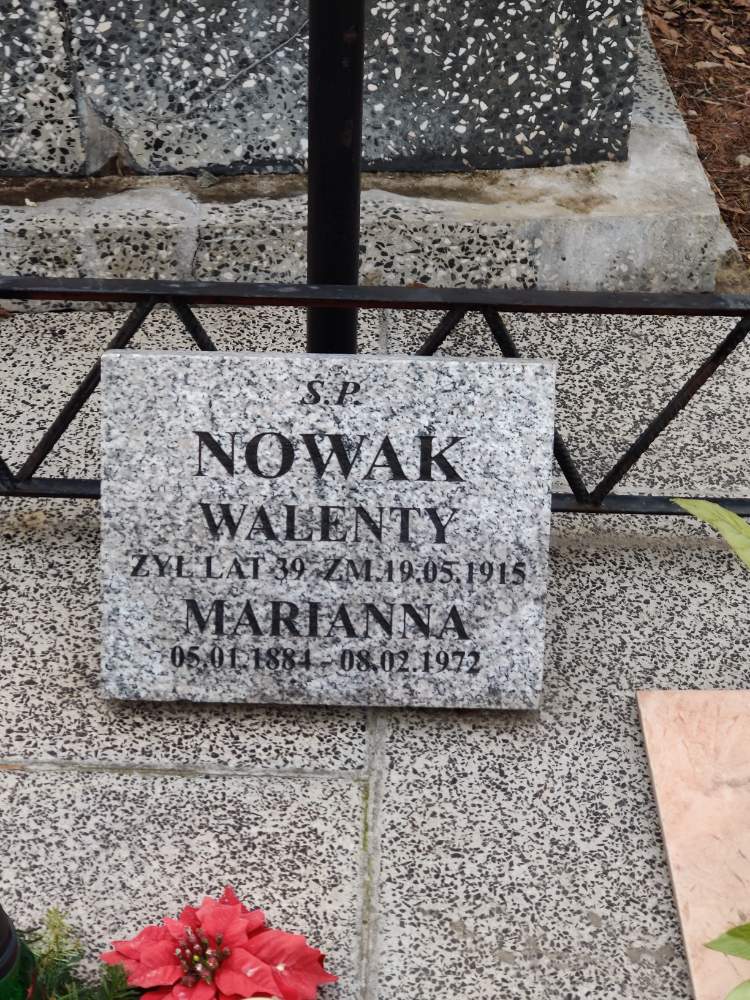 Ś.P.
NOWAK
WALENTY
ŻYŁ LAT 39 ZM.19.05.1915
MARIANNA
05.01.1884 - 08.02.1972